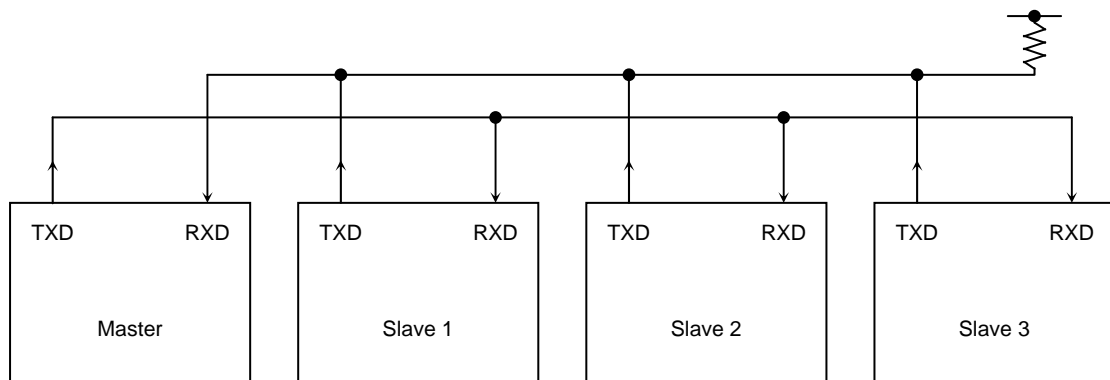 TXD RXD TXD RXD TXD RXD TXD RXD
Master Slave 1 Slave 2 Slave 3